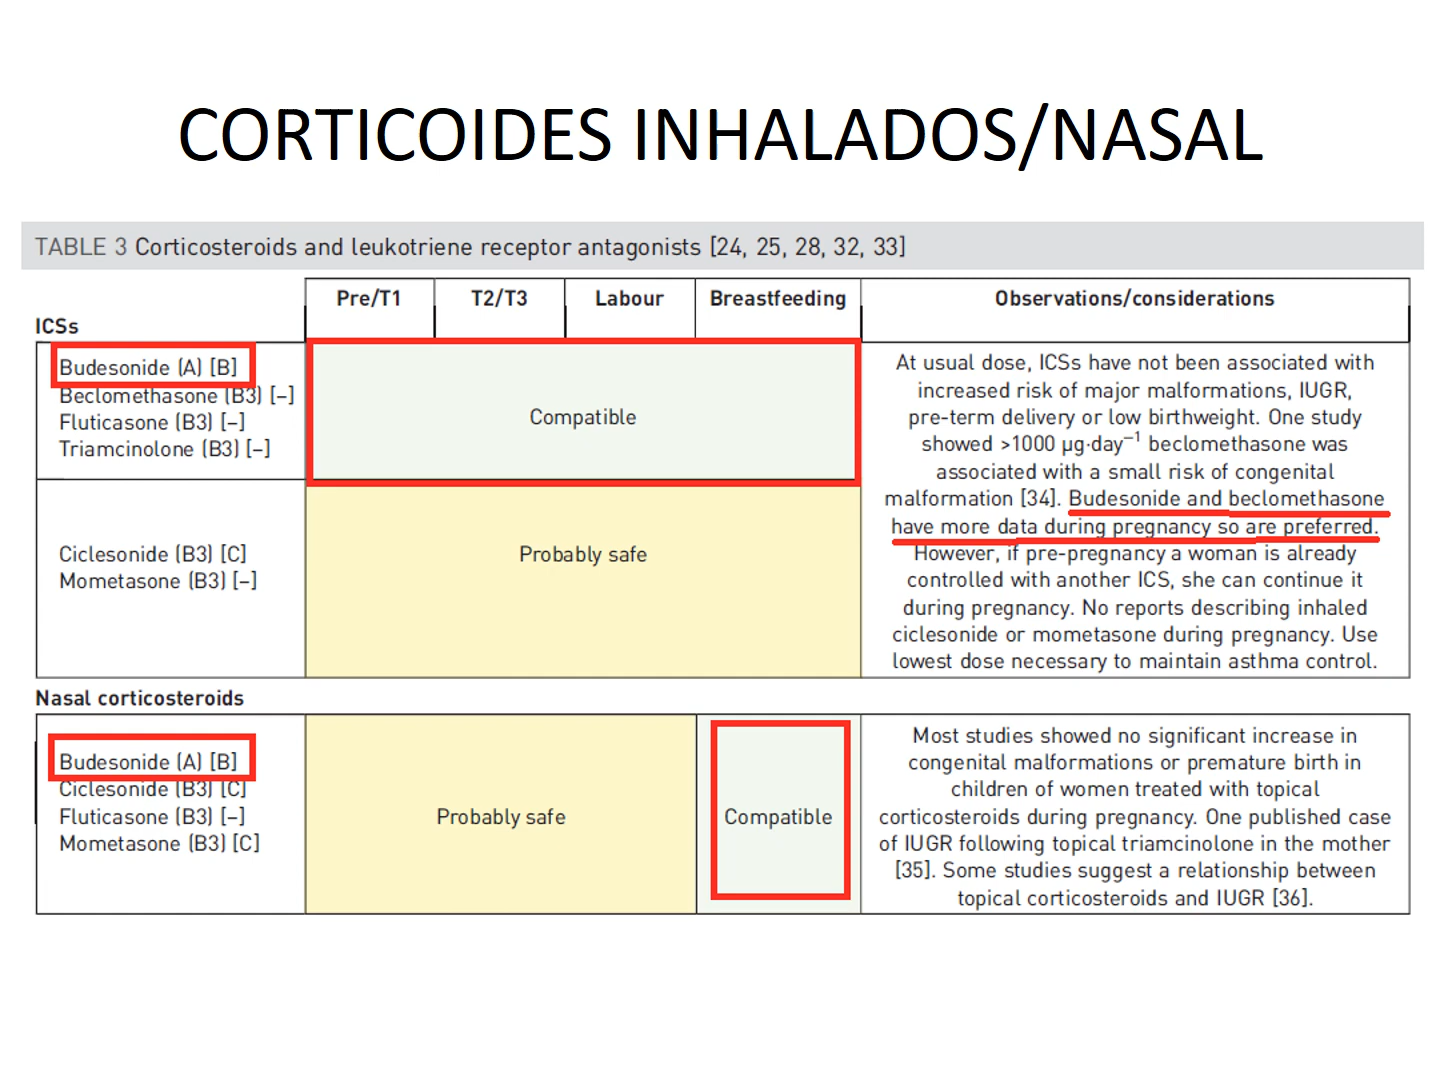 CORTICOIDES INHALADOS/NASAL
TABLE 3 Corticosteroids and leukotriene receptor antagonists [24, 25, 28, 32, 33]
Pre/T1 T2/T3 Labour Breastfeeding Observations/considerations
ICSs
Budesonide (A) [B]
Beclomethasone (B3) [–]
Fluticasone (B3) [–]
Triamcinolone (B3) [–]
Compatible
Ciclesonide (B3) [C]
Mometasone (B3) [–]
Probably safe
At usual dose, ICSs have not been associated with
increased risk of major malformations, IUGR,
pre-term delivery or low birthweight. One study
showed >1000 µg·day⁻¹ beclomethasone was
associated with a small risk of congenital
malformation [34]. Budesonide and beclomethasone
have more data during pregnancy so are preferred.
However, if pre-pregnancy a woman is already
controlled with another ICS, she can continue it
during pregnancy. No reports describing inhaled
ciclesonide or mometasone during pregnancy. Use
lowest dose necessary to maintain asthma control.
Nasal corticosteroids
Budesonide (A) [B]
Ciclesonide (B3) [C]
Fluticasone (B3) [–]
Mometasone (B3) [C]
Probably safe
Compatible
Most studies showed no significant increase in
congenital malformations or premature birth in
children of women treated with topical
corticosteroids during pregnancy. One published case
of IUGR following topical triamcinolone in the mother
[35]. Some studies suggest a relationship between
topical corticosteroids and IUGR [36].